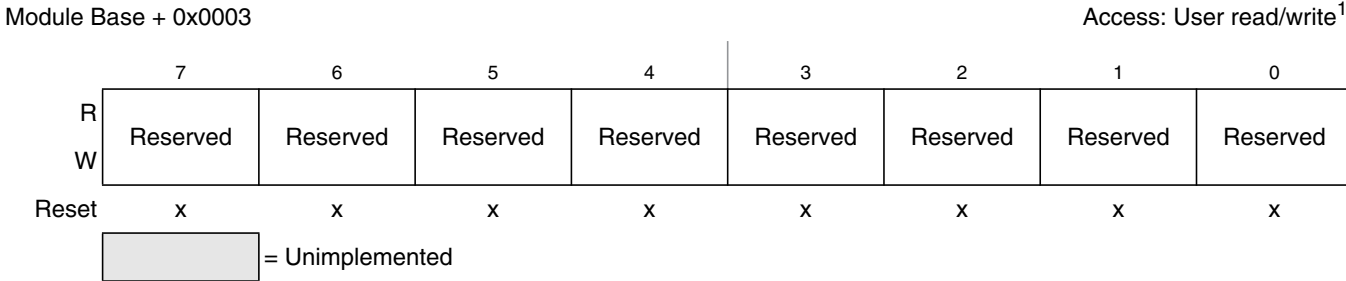 Module Base + 0x0003 Access: User read/write1
7 6 5 4 3 2 1 0
R
Reserved Reserved Reserved Reserved Reserved Reserved Reserved Reserved
W
Reset x x x x x x x x
= Unimplemented